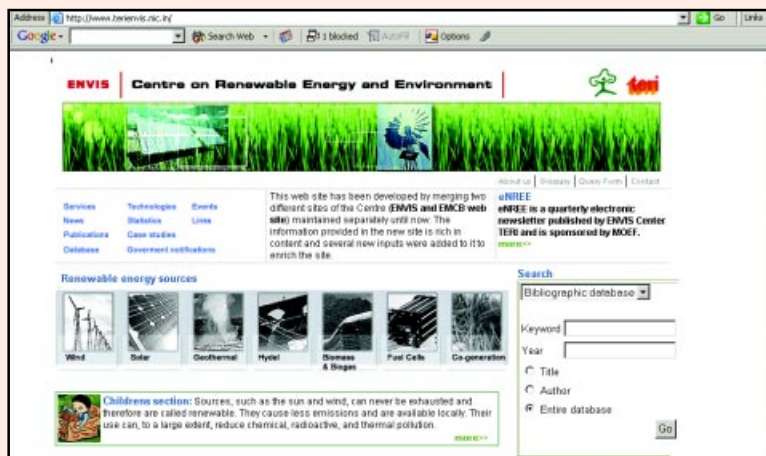 Address http://www.terienvis.nic.in/ Go Links
Google Search Web 1 blocked AutoFill Options
ENVIS Centre on Renewable Energy and Environment teri
About us Glossary Query Form Contact
Services Technologies Events
News Statistics Links
Publications Case studies
Database Goverment notifications
This web site has been developed by merging two
different sites of the Centre (ENVIS and EMCB web
site) maintained separately until now. The
information provided in the new site is rich in
content and several new inputs were added to it to
enrich the site.
eNREE
eNREE is a quarterly electronic
newsletter published by ENVIS Center
TERI and is sponsored by MOEF.
more>>
Renewable energy sources
Wind Solar Geothermal Hydel Biomass & Biogas Fuel Cells Co-generation
Search
Bibliographic database
Keyword
Year
Title
Author
Entire database
Go
Childrens section: Sources, such as the sun and wind, can never be exhausted and
therefore are called renewable. They cause less emissions and are available locally. Their
use can, to a large extent, reduce chemical, radioactive, and thermal pollution.
more>>